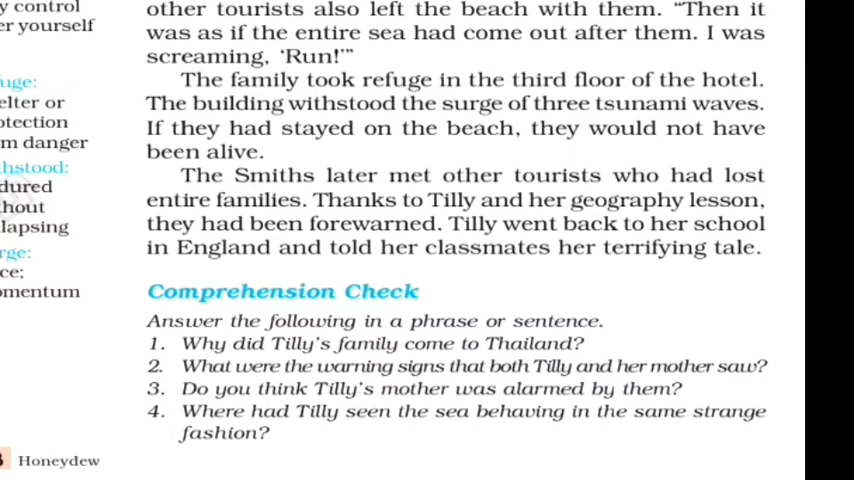 y control
er yourself
uge:
elter or
otection
m danger
hstood:
dured
hout
lapsing
rge:
ce;
omentum
other tourists also left the beach with them. “Then it
was as if the entire sea had come out after them. I was
screaming, ‘Run!’”
The family took refuge in the third floor of the hotel.
The building withstood the surge of three tsunami waves.
If they had stayed on the beach, they would not have
been alive.
The Smiths later met other tourists who had lost
entire families. Thanks to Tilly and her geography lesson,
they had been forewarned. Tilly went back to her school
in England and told her classmates her terrifying tale.
Comprehension Check
Answer the following in a phrase or sentence.
1. Why did Tilly’s family come to Thailand?
2. What were the warning signs that both Tilly and her mother saw?
3. Do you think Tilly’s mother was alarmed by them?
4. Where had Tilly seen the sea behaving in the same strange
fashion?
Honeydew